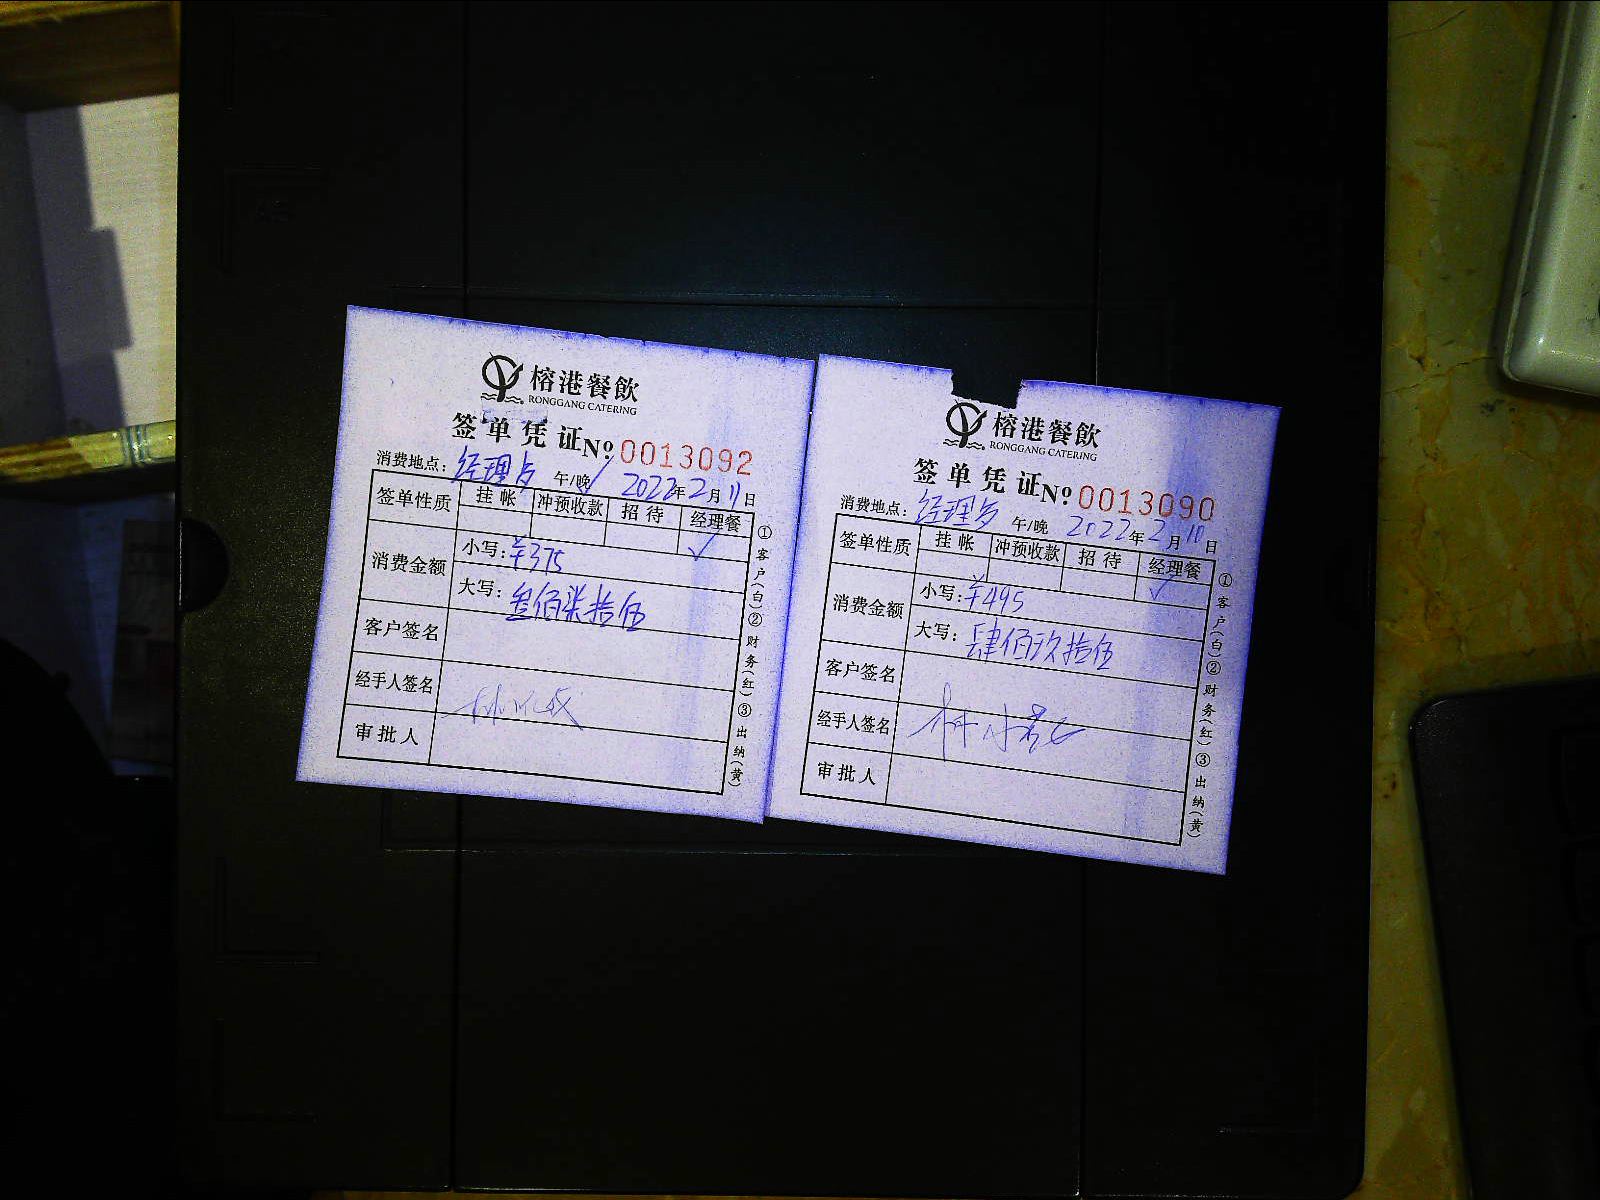 榕港餐飲
RONGGANG CATERING
签单凭证 № 0013092
消费地点: 经理 午/晚 2022年2月11日
签单性质 挂帐 冲预收款 招待 经理餐
√
消费金额 小写: ¥375
大写: 叁佰柒拾伍
客户签名
经手人签名
审批人
①客户(白)②财务(红)③出纳(黄)
榕港餐飲
RONGGANG CATERING
签单凭证 № 0013090
消费地点: 经理 午/晚 2022年2月10日
签单性质 挂帐 冲预收款 招待 经理餐
√
消费金额 小写: ¥495
大写: 肆佰玖拾伍
客户签名
经手人签名
审批人
①客户(白)②财务(红)③出纳(黄)